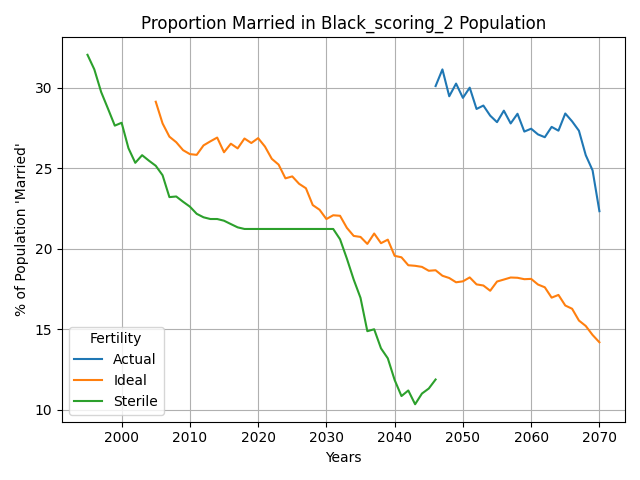 Proportion Married in Black_scoring_2 Population
% of Population 'Married'
30
25
20
15
10
Fertility
Actual
Ideal
Sterile
2000 2010 2020 2030 2040 2050 2060 2070
Years